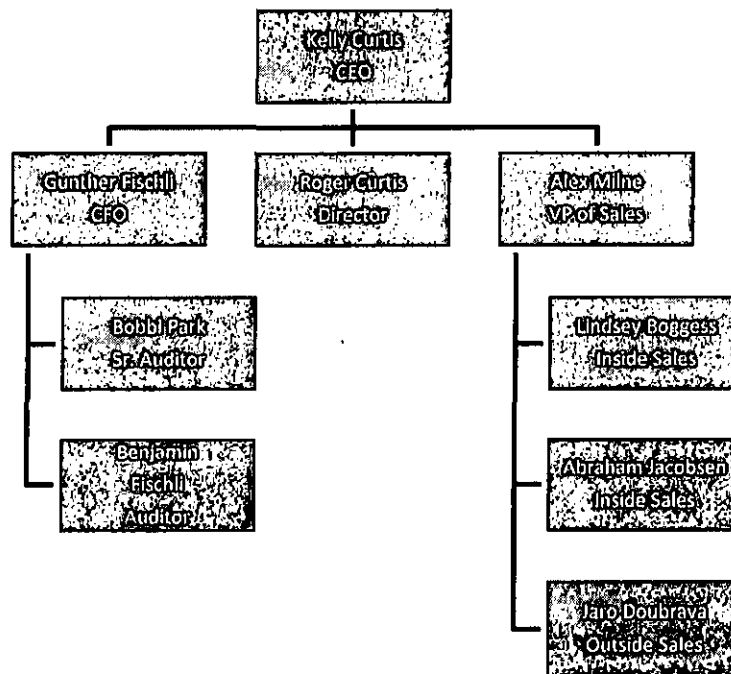 Kelly Curtis
CEO
Gunther Fischli
CFO
Roger Curtis
Director
Alex Milne
VP of Sales
Bobbi Park
Sr. Auditor
Lindsey Boggess
Inside Sales
Benjamin
Fischli
Auditor
Abraham Jacobsen
Inside Sales
Jaro Doubrava
Outside Sales